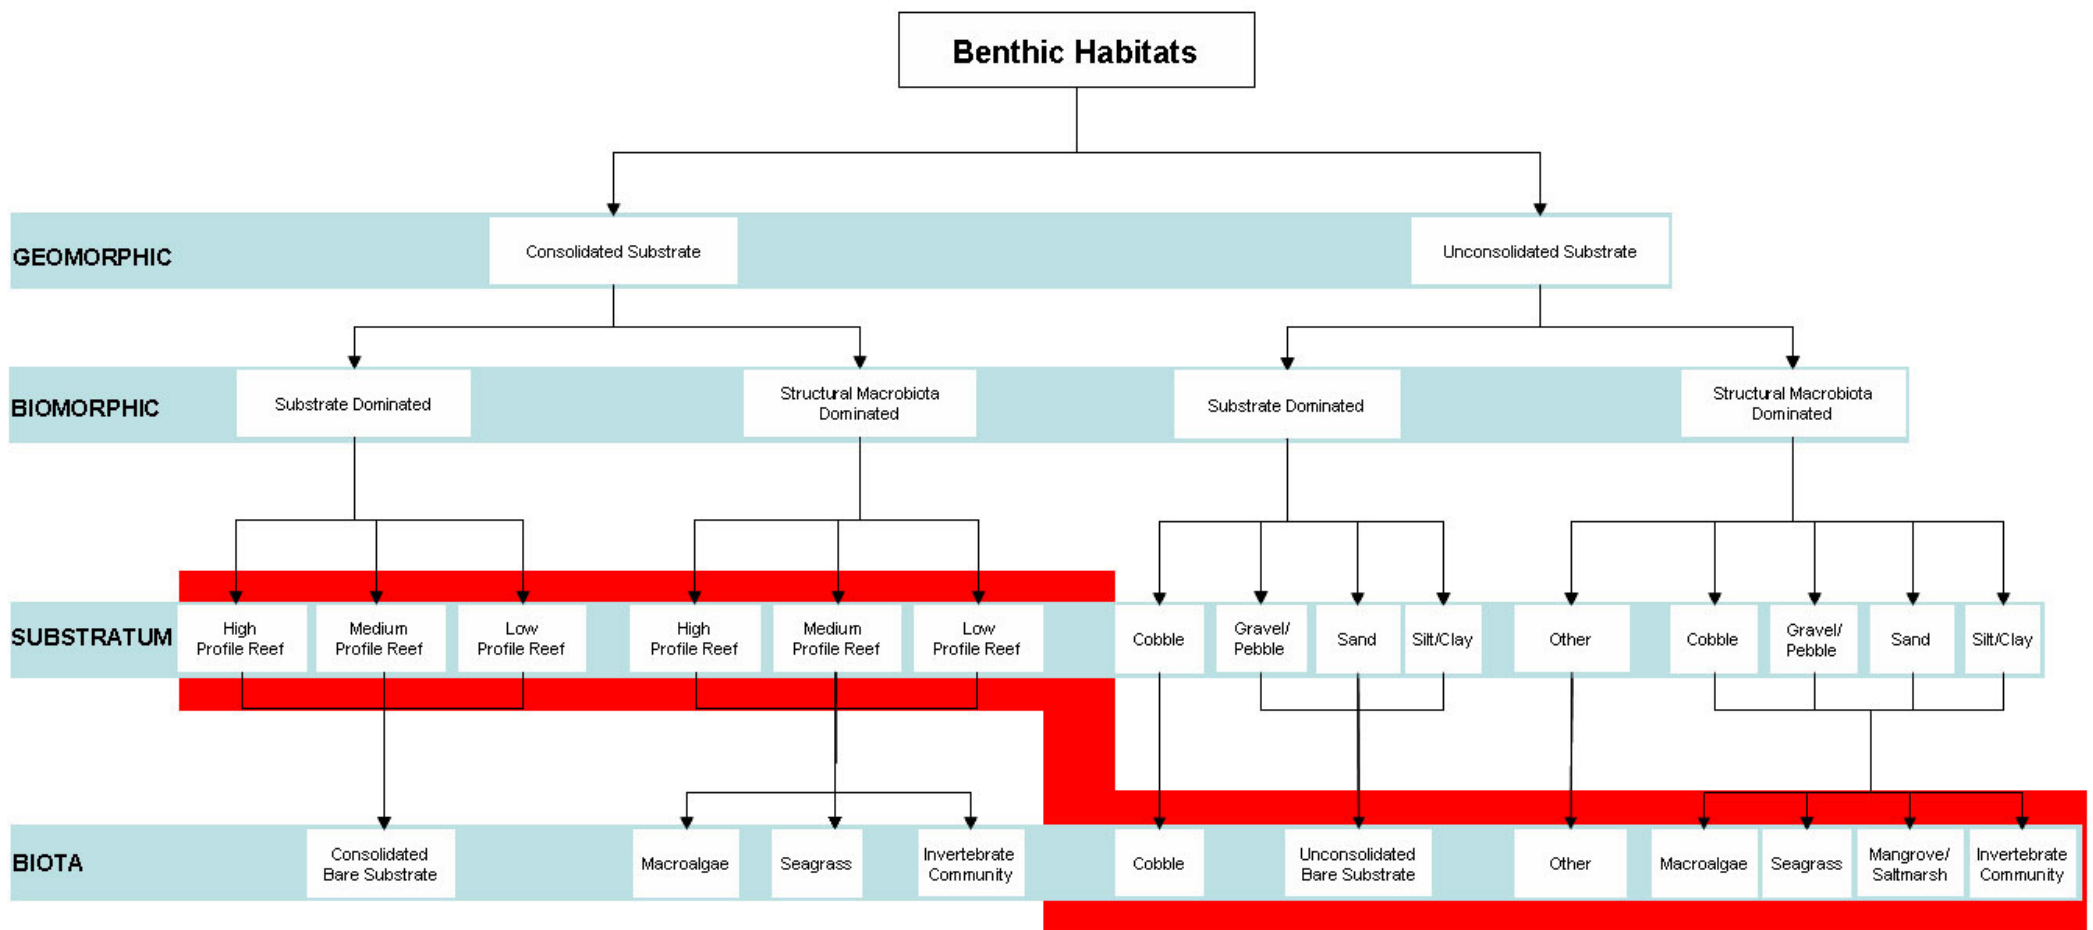 Benthic Habitats
GEOMORPHIC
Consolidated Substrate
Unconsolidated Substrate
BIOMORPHIC
Substrate Dominated
Structural Macrobiota
Dominated
Substrate Dominated
Structural Macrobiota
Dominated
SUBSTRATUM
High
Profile Reef
Medium
Profile Reef
Low
Profile Reef
High
Profile Reef
Medium
Profile Reef
Low
Profile Reef
Cobble
Gravel/
Pebble
Sand
Silt/Clay
Other
Cobble
Gravel/
Pebble
Sand
Silt/Clay
BIOTA
Consolidated
Bare Substrate
Macroalgae
Seagrass
Invertebrate
Community
Cobble
Unconsolidated
Bare Substrate
Other
Macroalgae
Seagrass
Mangrove/
Saltmarsh
Invertebrate
Community